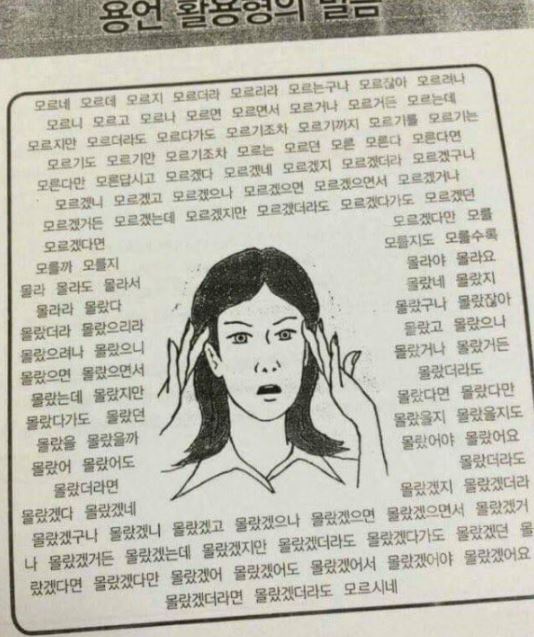 용언 활용형의 발음
모르네 모르데 모르지 모르더라 모르리라 모르는구나 모르잖아 모르려나
모르니 모르고 모르나 모르면 모르면서 모르거나 모르거든 모르는데
모르지만 모르더라도 모르다가도 모르기조차 모르기까지 모르기를 모르기는
모르기도 모르기만 모르기조차 모르는 모르던 모른 모른다 모른다면
모른다만 모른답시고 모르겠다 모르겠네 모르겠지 모르겠더라 모르겠구나
모르겠니 모르겠고 모르겠으나 모르겠으면 모르겠으면서 모르겠거나
모르겠거든 모르겠는데 모르겠지만 모르겠더라도 모르겠다가도 모르겠던
모르겠다면 모르겠다만 모를
모를까 모를지 모를지도 모를수록
몰라 몰라도 몰라서 몰라야 몰라요
몰라라 몰랐다 몰랐네 몰랐지
몰랐더라 몰랐으리라 몰랐구나 몰랐잖아
몰랐으려나 몰랐으니 몰랐고 몰랐으나
몰랐으면 몰랐으면서 몰랐거나 몰랐거든
몰랐는데 몰랐지만 몰랐더라도
몰랐다가도 몰랐던 몰랐다면 몰랐다만
몰랐을 몰랐을까 몰랐을지 몰랐을지도
몰랐어 몰랐어도 몰랐어야 몰랐어요
몰랐더라면 몰랐더라도
몰랐겠다 몰랐겠네 몰랐겠지 몰랐겠더라
몰랐겠구나 몰랐겠니 몰랐겠고 몰랐겠으나 몰랐겠으면 몰랐겠으면서 몰랐겠거
나 몰랐겠거든 몰랐겠는데 몰랐겠지만 몰랐겠더라도 몰랐겠다가도 몰랐겠던 몰
랐겠다면 몰랐겠다만 몰랐겠어 몰랐겠어도 몰랐겠어서 몰랐겠어야 몰랐겠어요
몰랐겠더라면 몰랐겠더라도 모르시네